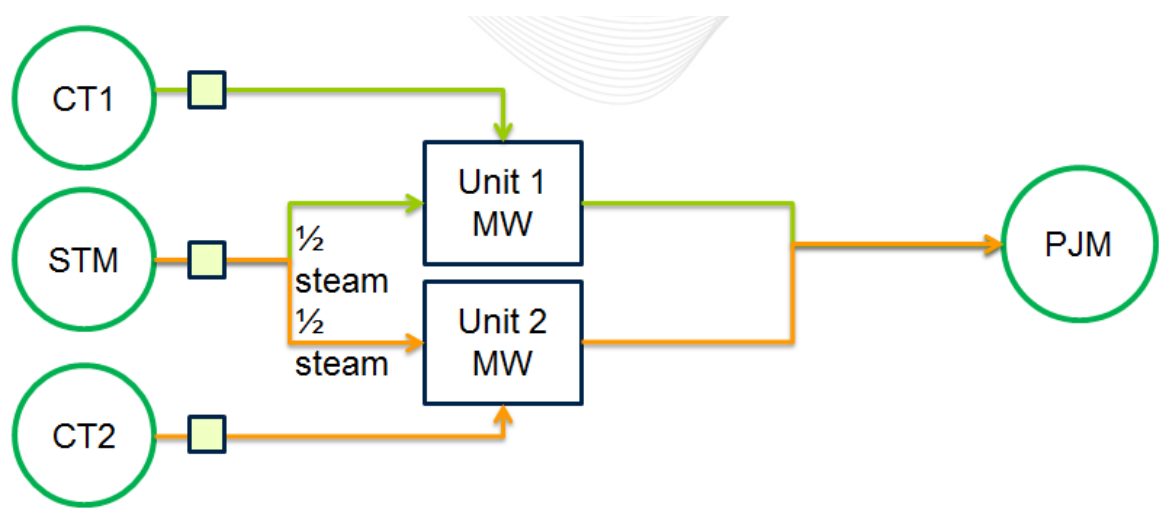 CT1
Unit 1
MW
½
steam
STM
PJM
½
steam
Unit 2
MW
CT2